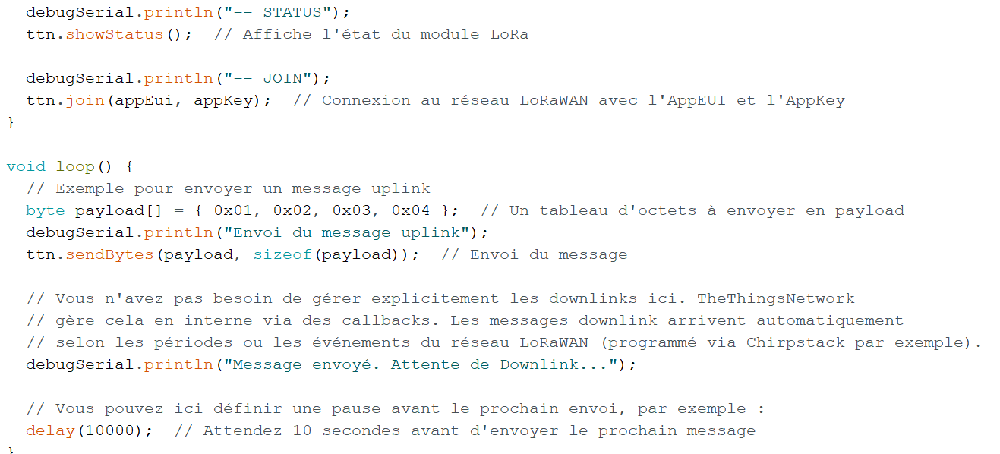 debugSerial.println("-- STATUS");
ttn.showStatus();  // Affiche l'état du module LoRa
debugSerial.println("-- JOIN");
ttn.join(appEui, appKey);  // Connexion au réseau LoRaWAN avec l'AppEUI et l'AppKey
}
void loop() {
// Exemple pour envoyer un message uplink
byte payload[] = { 0x01, 0x02, 0x03, 0x04 };  // Un tableau d'octets à envoyer en payload
debugSerial.println("Envoi du message uplink");
ttn.sendBytes(payload, sizeof(payload));  // Envoi du message
// Vous n'avez pas besoin de gérer explicitement les downlinks ici. TheThingsNetwork
// gère cela en interne via des callbacks. Les messages downlink arrivent automatiquement
// selon les périodes ou les événements du réseau LoRaWAN (programmé via Chirpstack par exemple).
debugSerial.println("Message envoyé. Attente de Downlink...");
// Vous pouvez ici définir une pause avant le prochain envoi, par exemple :
delay(10000);  // Attendez 10 secondes avant d'envoyer le prochain message
}